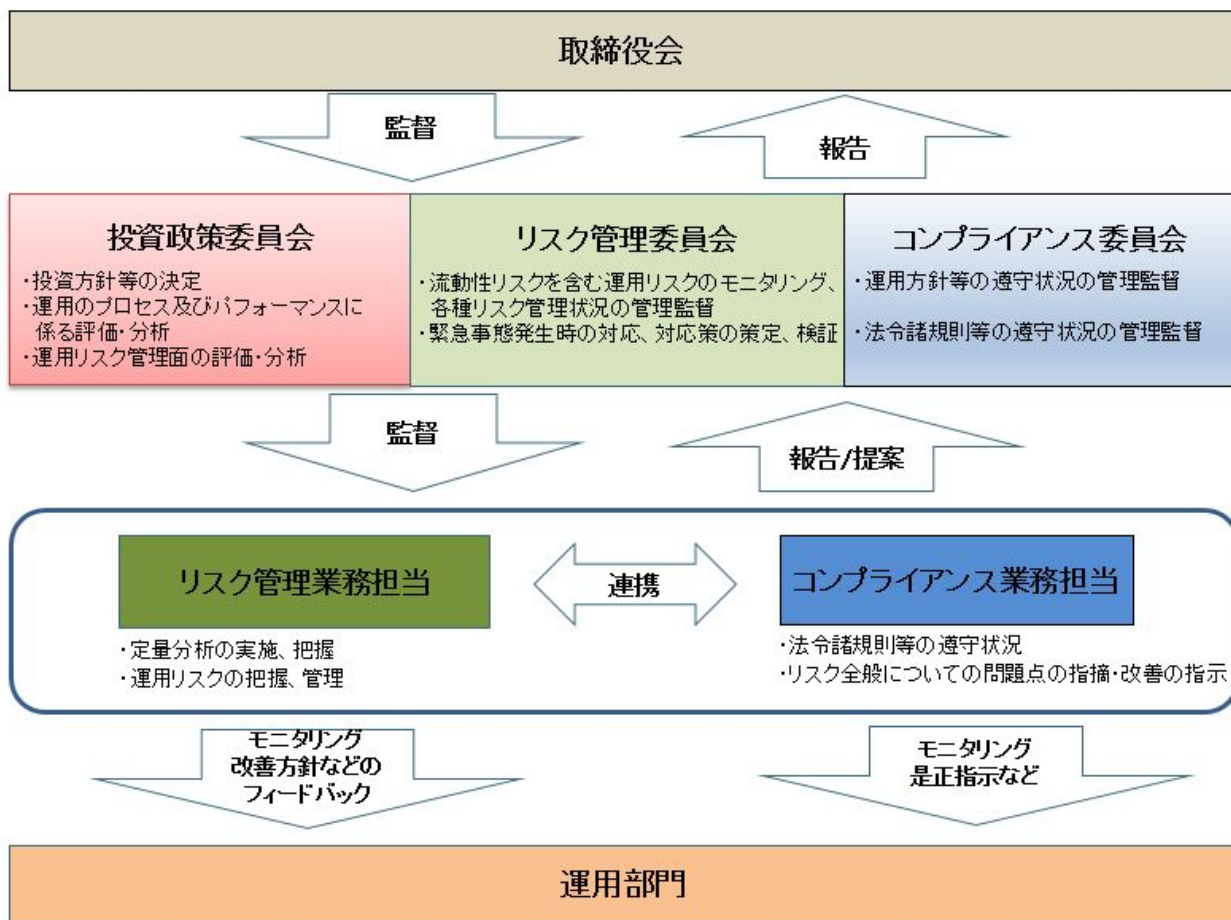 取締役会
監督
報告
投資政策委員会
・投資方針等の決定
・運用のプロセス及びパフォーマンスに
係る評価・分析
・運用リスク管理面の評価・分析
リスク管理委員会
・流動性リスクを含む運用リスクのモニタリング、
各種リスク管理状況の管理監督
・緊急事態発生時の対応、対応策の策定、検証
コンプライアンス委員会
・運用方針等の遵守状況の管理監督
・法令諸規則等の遵守状況の管理監督
監督
報告/提案
リスク管理業務担当
・定量分析の実施、把握
・運用リスクの把握、管理
連携
コンプライアンス業務担当
・法令諸規則等の遵守状況
・リスク全般についての問題点の指摘・改善の指示
モニタリング
改善方針などの
フィードバック
モニタリング
是正指示など
運用部門